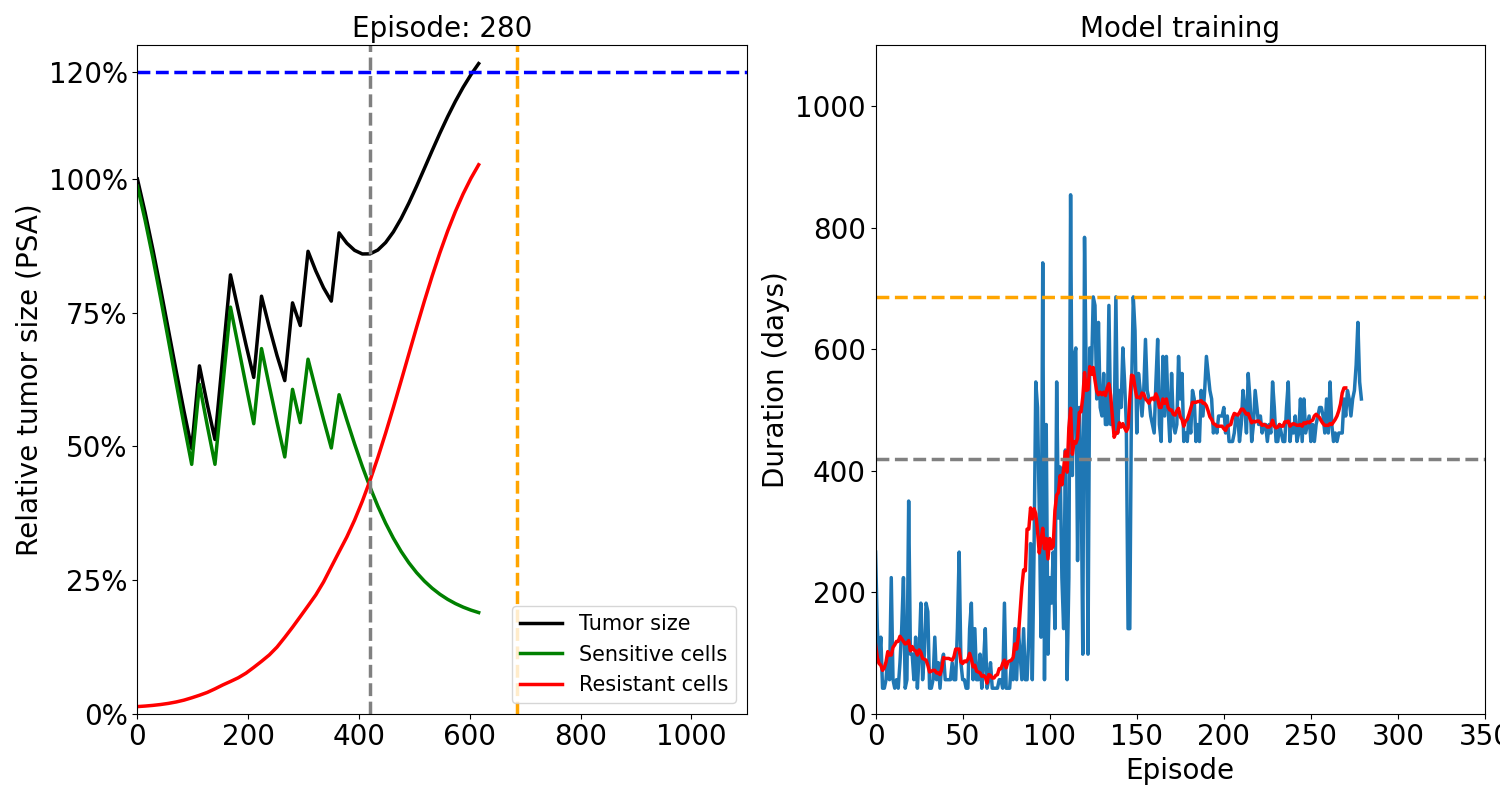 Episode: 280
Relative tumor size (PSA)
120%
100%
75%
50%
25%
0%
0 200 400 600 800 1000
Tumor size
Sensitive cells
Resistant cells
Model training
Duration (days)
1000
800
600
400
200
0
0 50 100 150 200 250 300 350
Episode